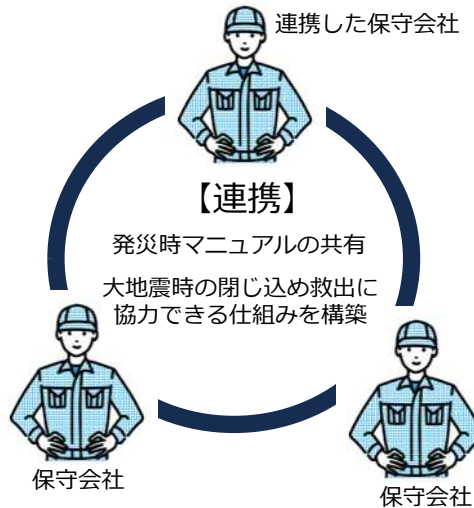 連携した保守会社
【連携】
発災時マニュアルの共有
大地震時の閉じ込め救出に
協力できる仕組みを構築
保守会社
保守会社